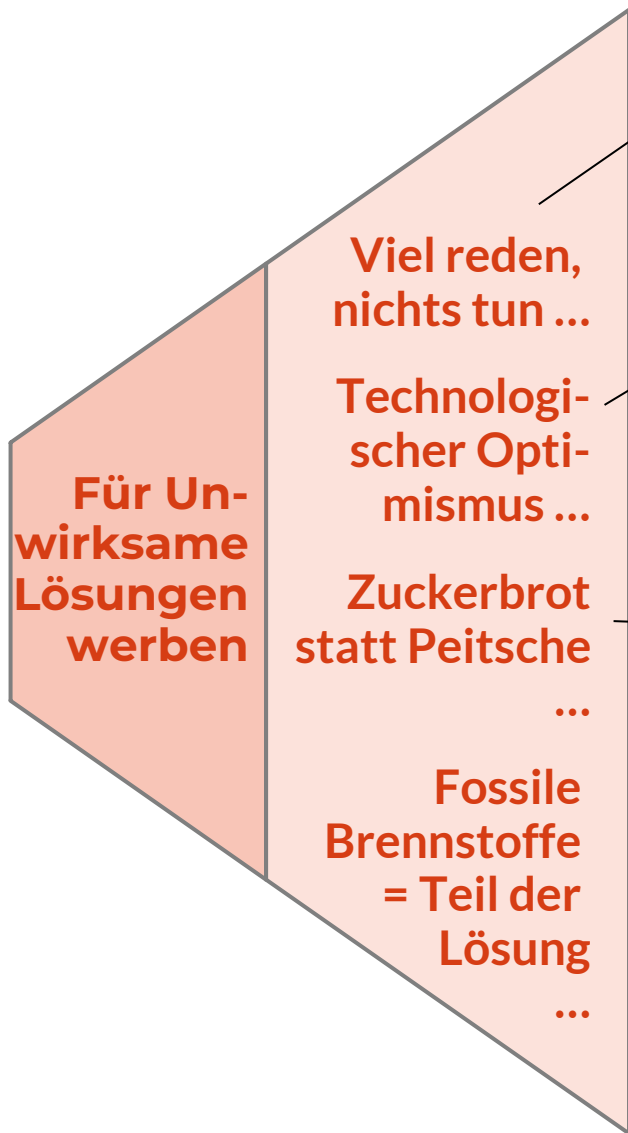 Für Un-
wirksame
Lösungen
werben
Viel reden,
nichts tun ...
Technologi-
scher Opti-
mismus ...
Zuckerbrot
statt Peitsche
...
Fossile
Brennstoffe
= Teil der
Lösung
...